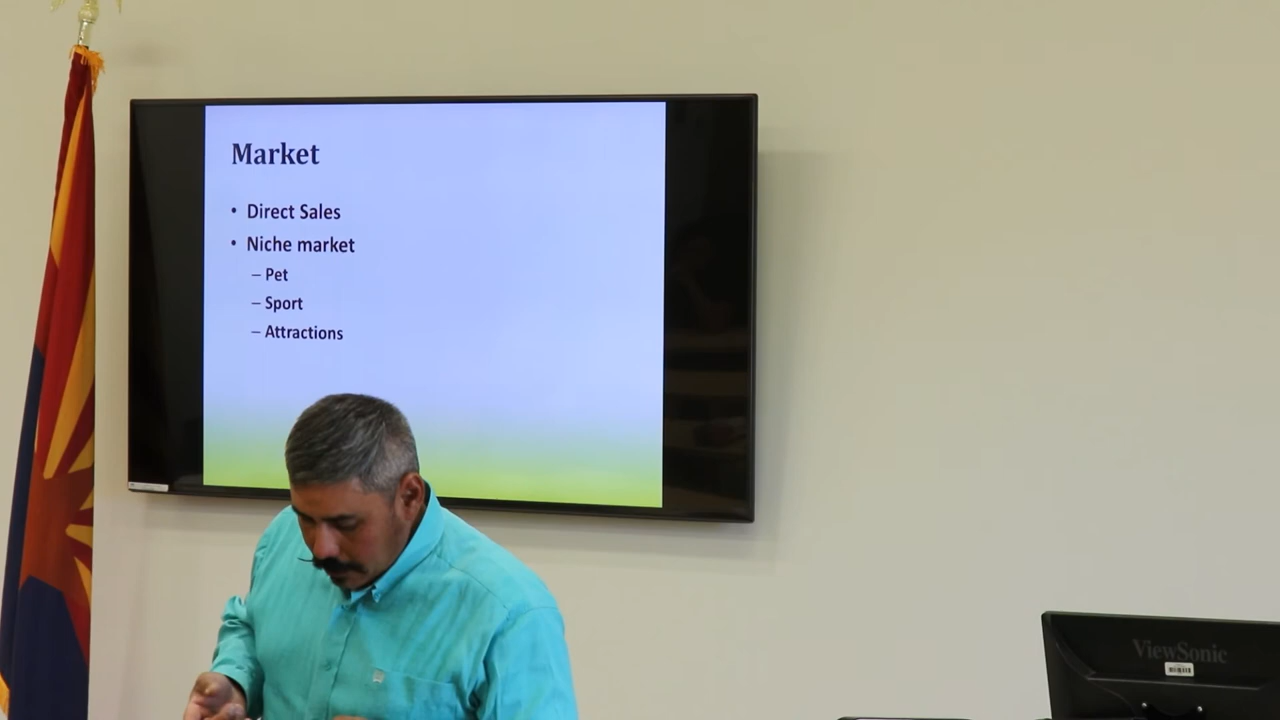 Market
• Direct Sales
• Niche market
– Pet
– Sport
– Attractions
ViewSonic